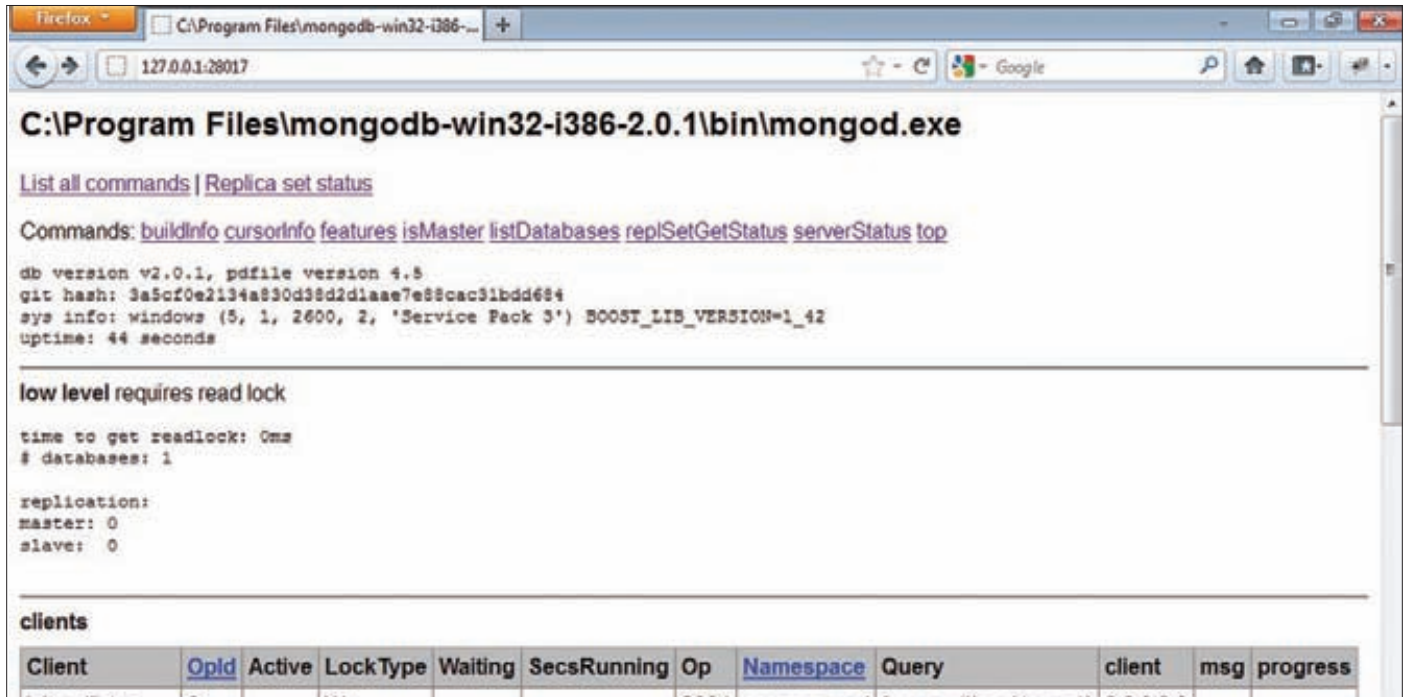 Firefox
C:\Program Files\mongodb-win32-i386-...
127.0.0.1:28017
Google
C:\Program Files\mongodb-win32-i386-2.0.1\bin\mongod.exe
List all commands | Replica set status
Commands: buildInfo cursorInfo features isMaster listDatabases replSetGetStatus serverStatus top
db version v2.0.1, pdfile version 4.5
git hash: 3a5cf0e2134a830d38d2d1aae7e88cac31bdd684
sys info: windows (5, 1, 2600, 2, 'Service Pack 3') BOOST_LIB_VERSION=1_42
uptime: 44 seconds
low level requires read lock
time to get readlock: 0ms
# databases: 1
replication:
master: 0
slave: 0
clients
Client OpId Active LockType Waiting SecsRunning Op Namespace Query client msg progress